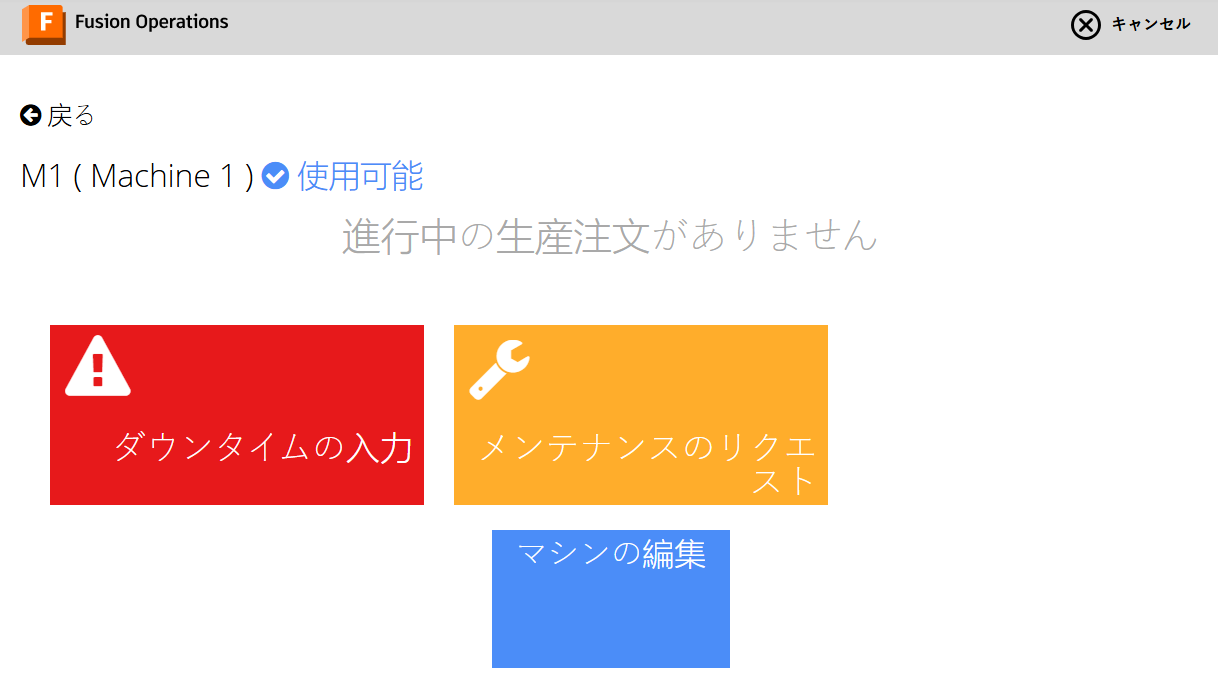 F Fusion Operations
キャンセル
戻る
M1 ( Machine 1 ) 使用可能
進行中の生産注文がありません
ダウンタイムの入力
メンテナンスのリクエ
スト
マシンの編集